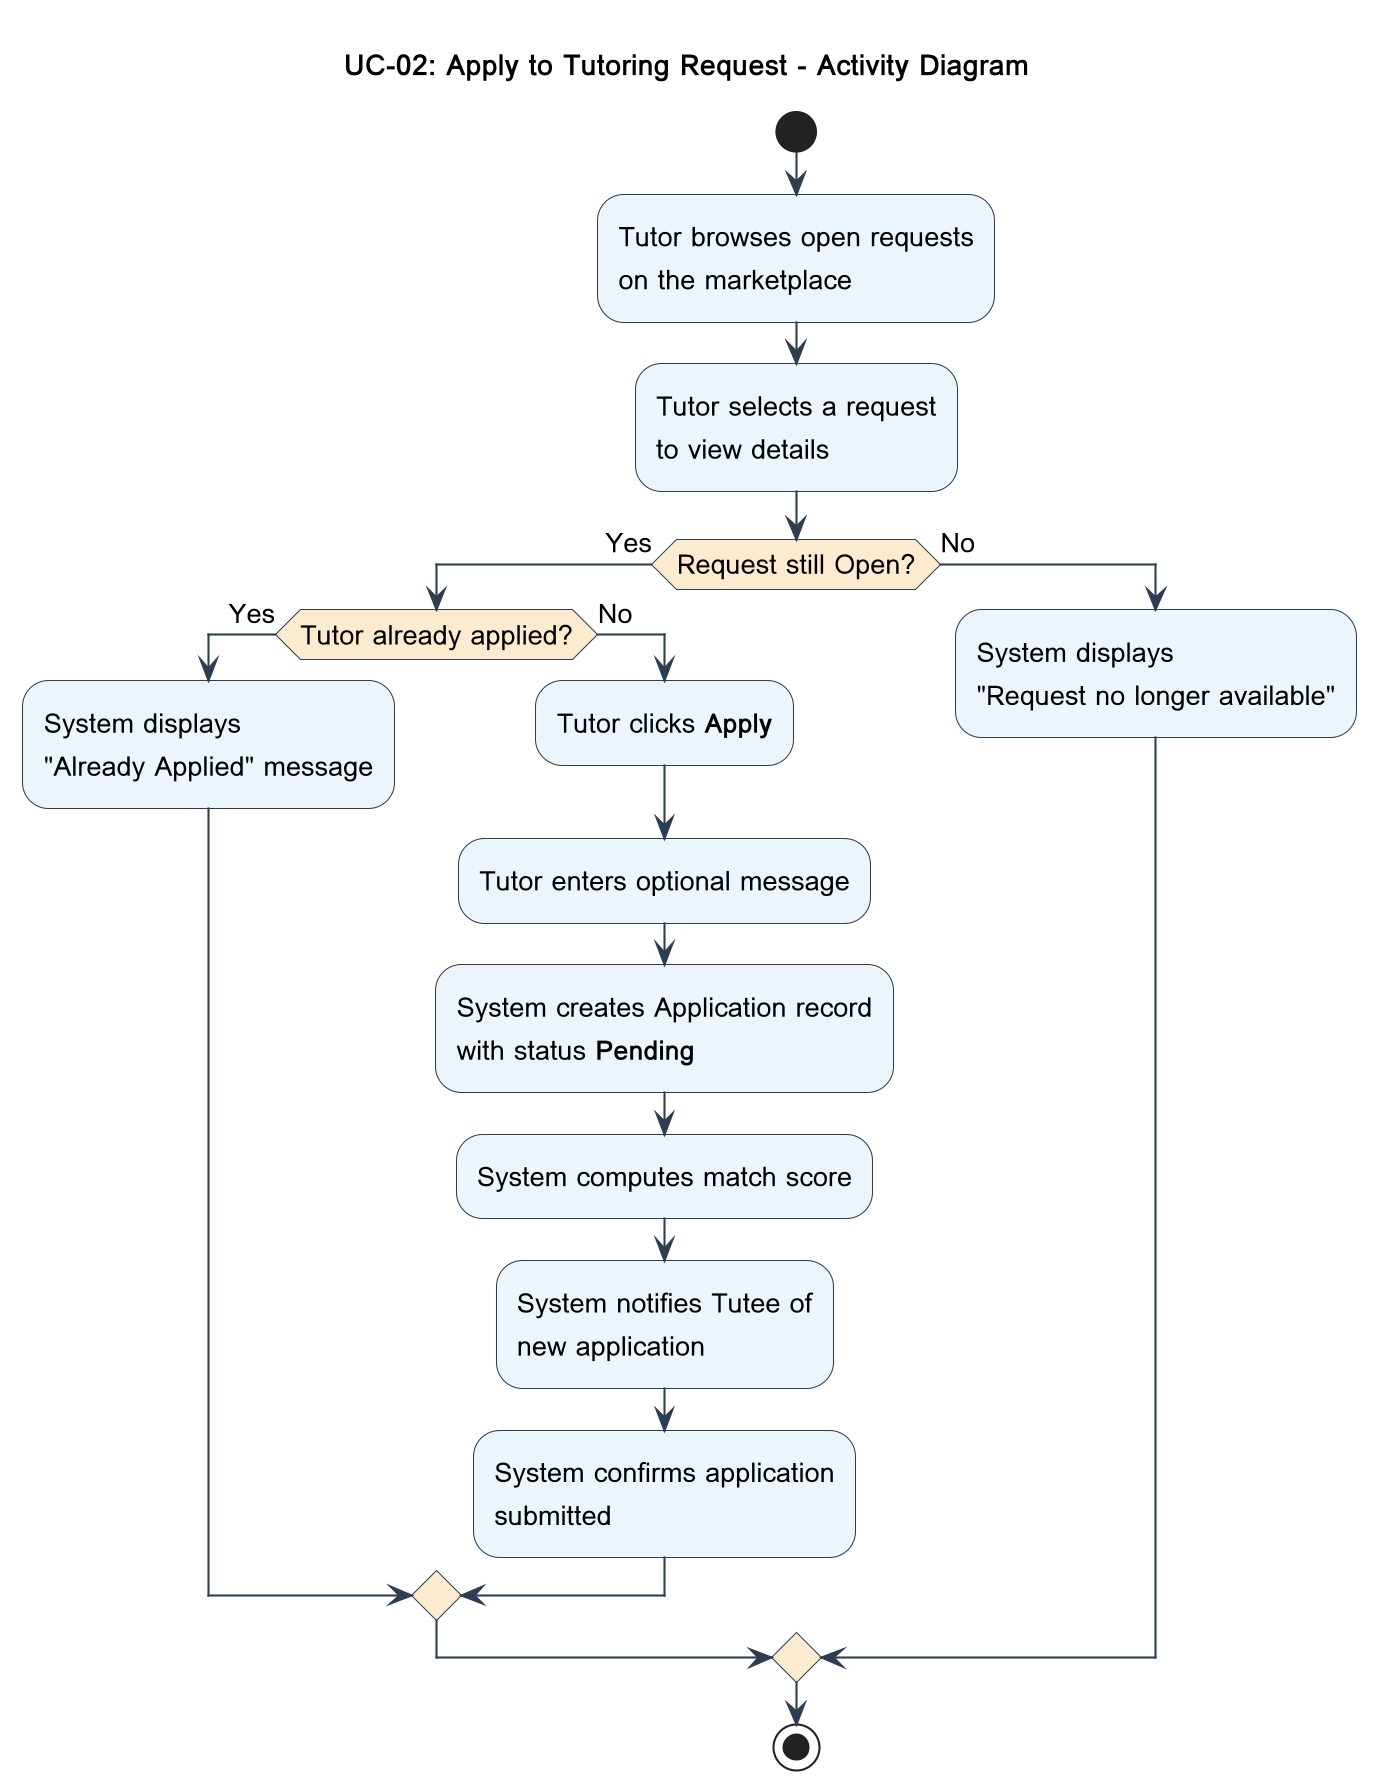 UC-02: Apply to Tutoring Request - Activity Diagram
Tutor browses open requests
on the marketplace
Tutor selects a request
to view details
Yes
Request still Open?
No
Yes
Tutor already applied?
No
System displays
"Already Applied" message
Tutor clicks Apply
System displays
"Request no longer available"
Tutor enters optional message
System creates Application record
with status Pending
System computes match score
System notifies Tutee of
new application
System confirms application
submitted